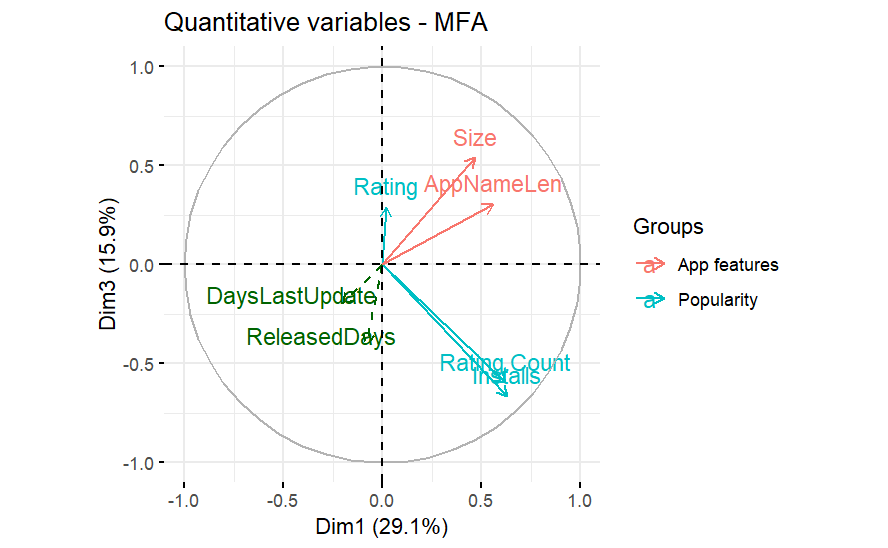 Quantitative variables - MFA
1.0
0.5
0.0
-0.5
-1.0
Dim3 (15.9%)
Size
AppNameLen
Rating
DaysLastUpdate
ReleasedDays
Rating Count
Installs
-1.0
-0.5
0.0
0.5
1.0
Dim1 (29.1%)
Groups
a App features
a Popularity